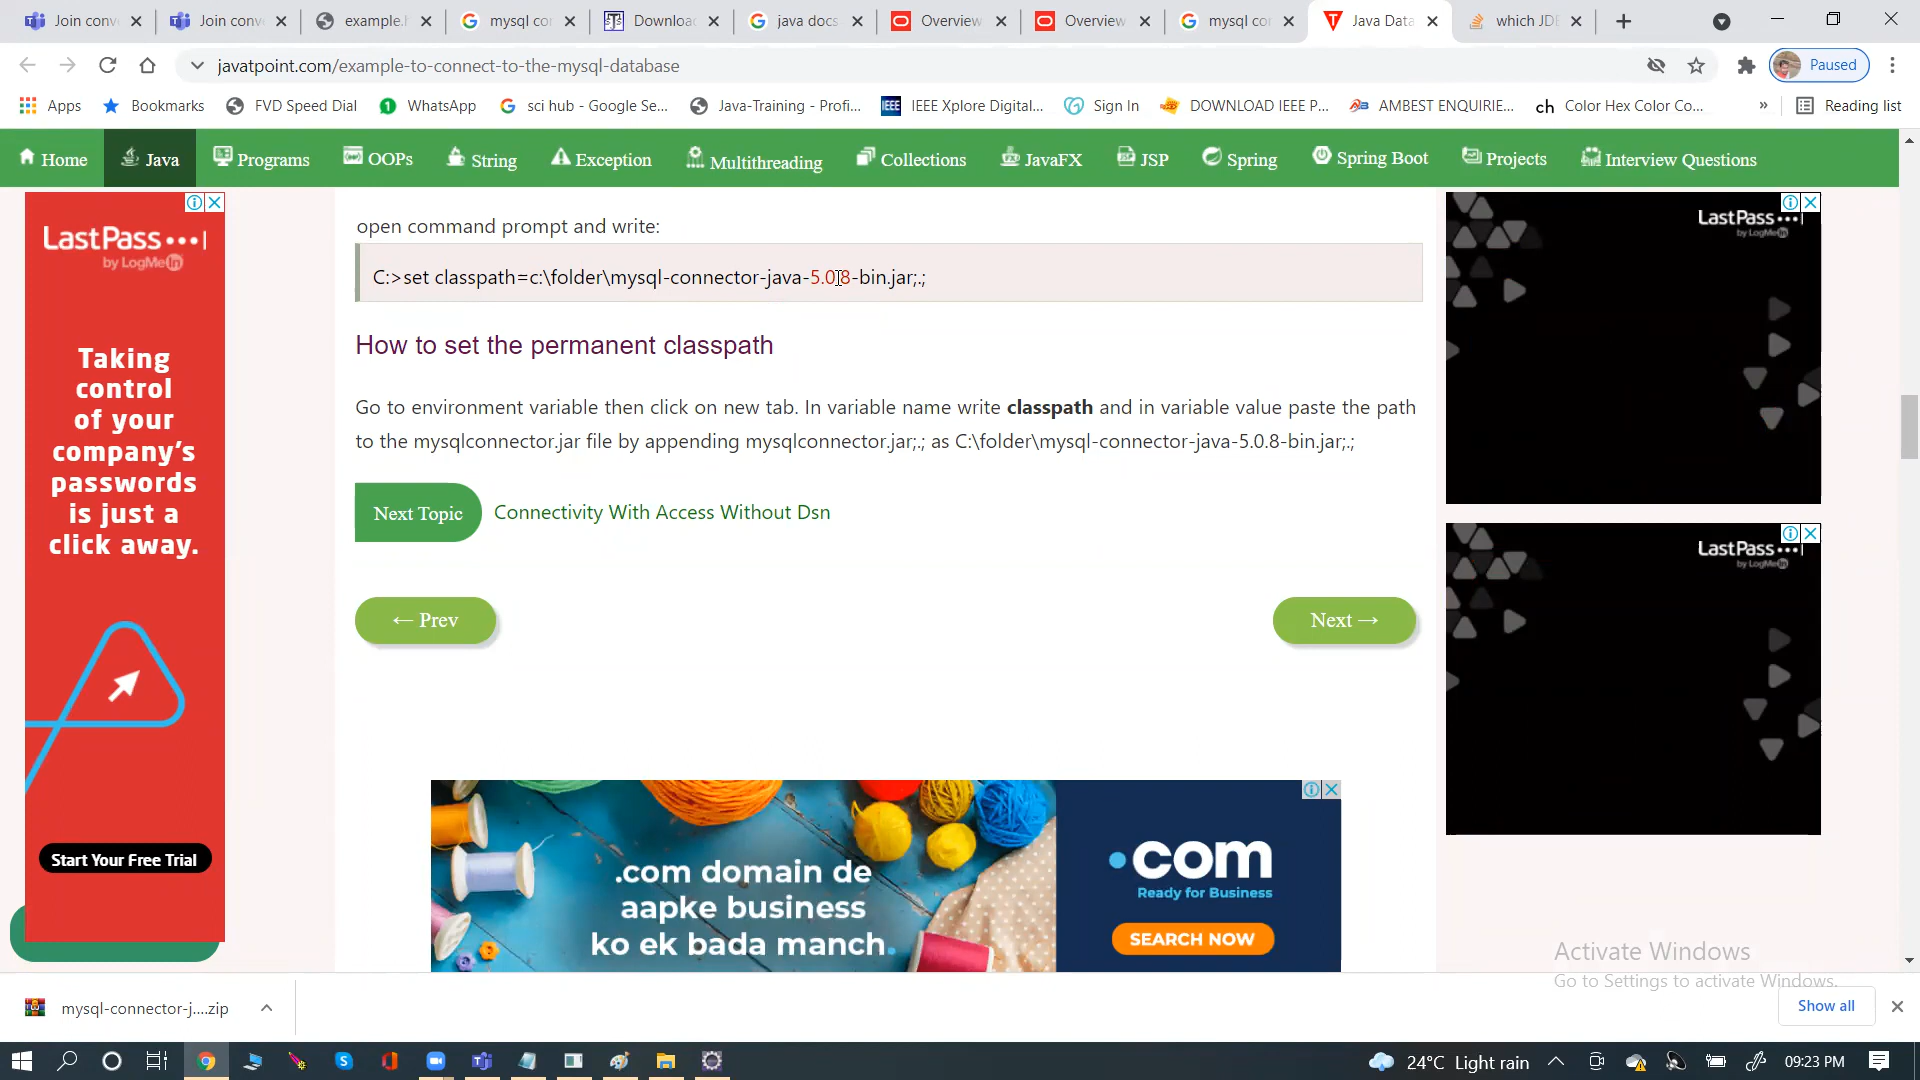 Join conv
Join conv
example.h
mysql co
Download
java docs
Overview
Overview
mysql co
Java Data
which JDB
javatpoint.com/example-to-connect-to-the-mysql-database
Paused
Apps
Bookmarks
FVD Speed Dial
WhatsApp
sci hub - Google Se...
Java-Training - Profi...
IEEE Xplore Digital...
Sign In
DOWNLOAD IEEE P...
AMBEST ENQUIRIE...
Color Hex Color Co...
»
Reading list
Home
Java
Programs
OOPs
String
Exception
Multithreading
Collections
JavaFX
JSP
Spring
Spring Boot
Projects
Interview Questions
LastPass•••|
by LogMeIn
Taking
control
of your
company's
passwords
is just a
click away.
Start Your Free Trial
open command prompt and write:
C:>set classpath=c:\folder\mysql-connector-java-5.0.8-bin.jar;.;
How to set the permanent classpath
Go to environment variable then click on new tab. In variable name write classpath and in variable value paste the path
to the mysqlconnector.jar file by appending mysqlconnector.jar;.; as C:\folder\mysql-connector-java-5.0.8-bin.jar;.;
Next Topic
Connectivity With Access Without Dsn
← Prev
Next →
.com domain de
aapke business
ko ek bada manch.
.com
Ready for Business
SEARCH NOW
LastPass•••|
by LogMeIn
LastPass•••|
by LogMeIn
Activate Windows
Go to Settings to activate Windows.
mysql-connector-j....zip
Show all
24°C Light rain
09:23 PM